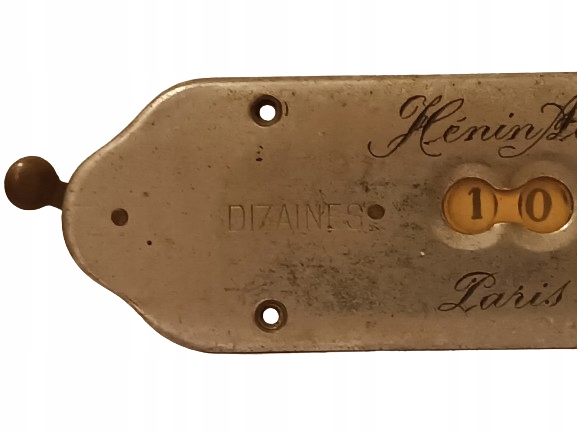 Hénin A
DIZAINES
10
Paris